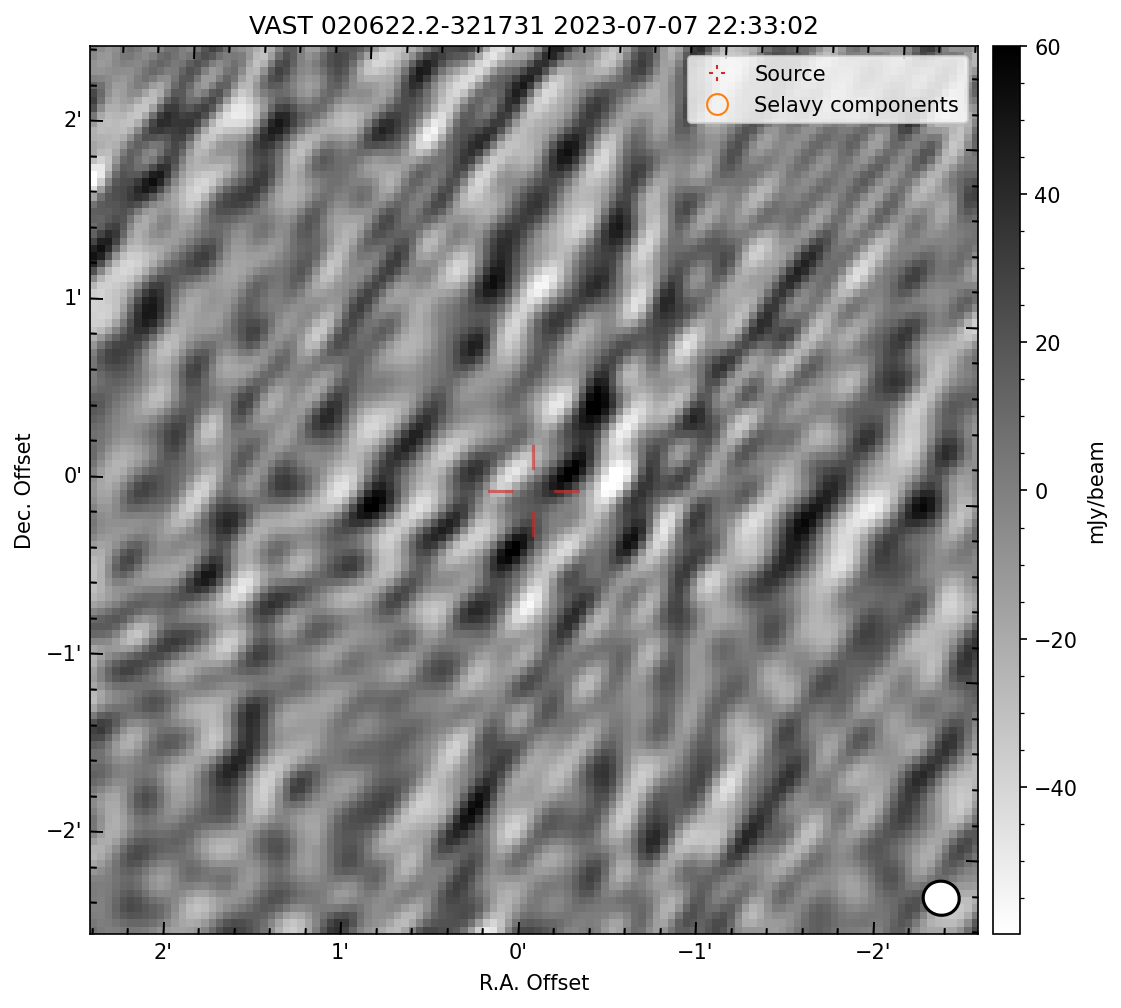 VAST 020622.2-321731 2023-07-07 22:33:02
Source
Selavy components
2'
1'
0'
−1'
−2'
Dec. Offset
2'
1'
0'
−1'
−2'
R.A. Offset
60
40
20
0
−20
−40
mJy/beam